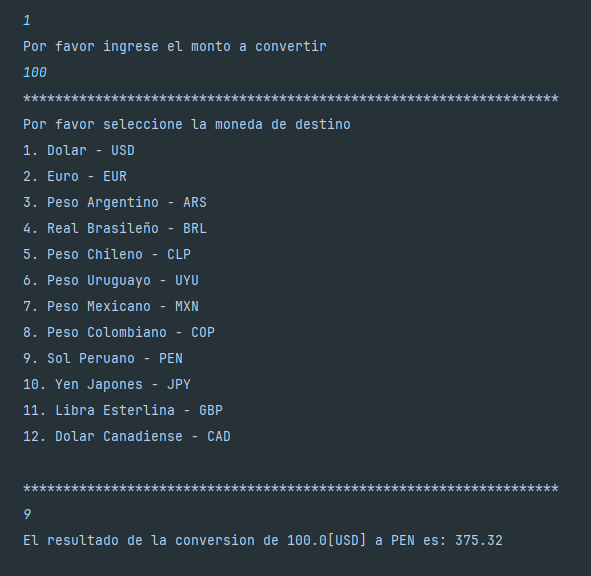 1
Por favor ingrese el monto a convertir
100
*******************************************************************
Por favor seleccione la moneda de destino
1. Dolar - USD
2. Euro - EUR
3. Peso Argentino - ARS
4. Real Brasileño - BRL
5. Peso Chileno - CLP
6. Peso Uruguayo - UYU
7. Peso Mexicano - MXN
8. Peso Colombiano - COP
9. Sol Peruano - PEN
10. Yen Japones - JPY
11. Libra Esterlina - GBP
12. Dolar Canadiense - CAD
*******************************************************************
9
El resultado de la conversion de 100.0[USD] a PEN es: 375.32